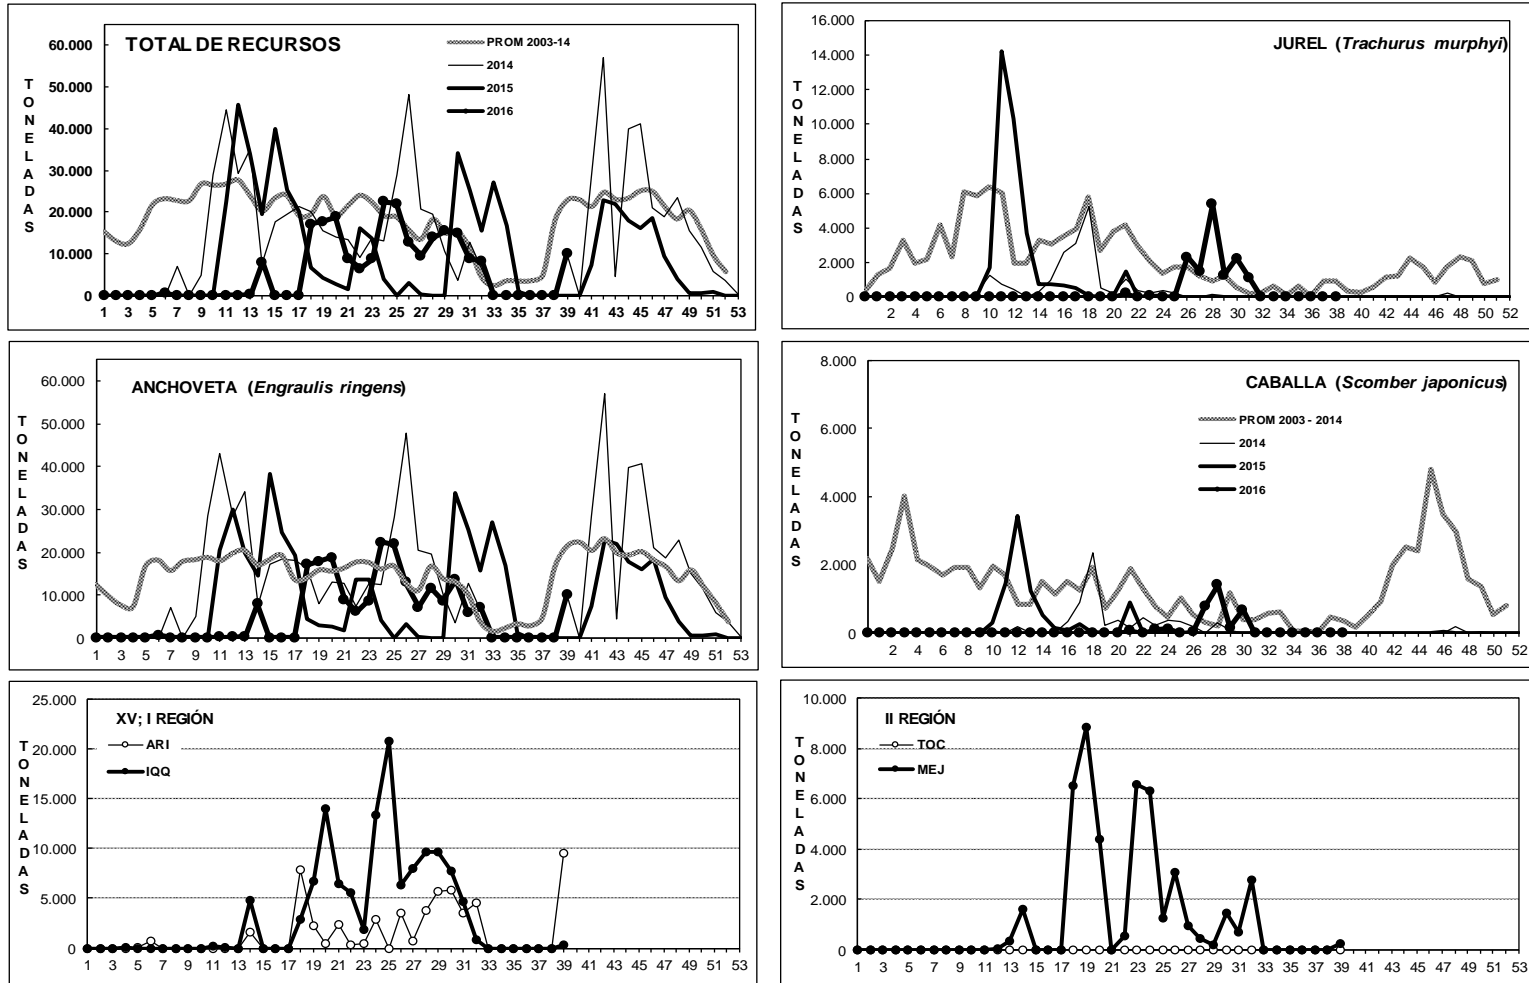 TOTAL DE RECURSOS
PROM 2003-14
2014
2015
2016
TONELADAS
60.000
50.000
40.000
30.000
20.000
10.000
0
1 3 5 7 9 11 13 15 17 19 21 23 25 27 29 31 33 35 37 39 41 43 45 47 49 51 53
JUREL (Trachurus murphyi)
TONELADAS
16.000
14.000
12.000
10.000
8.000
6.000
4.000
2.000
0
2 4 6 8 10 12 14 16 18 20 22 24 26 28 30 32 34 36 38 40 42 44 46 48 50 52
ANCHOVETA (Engraulis ringens)
TONELADAS
60.000
50.000
40.000
30.000
20.000
10.000
0
1 3 5 7 9 11 13 15 17 19 21 23 25 27 29 31 33 35 37 39 41 43 45 47 49 51 53
CABALLA (Scomber japonicus)
PROM 2003 - 2014
2014
2015
2016
TONELADAS
8.000
6.000
4.000
2.000
0
2 4 6 8 10 12 14 16 18 20 22 24 26 28 30 32 34 36 38 40 42 44 46 48 50 52
XV; I REGIÓN
ARI
IQQ
TONELADAS
25.000
20.000
15.000
10.000
5.000
0
1 3 5 7 9 11 13 15 17 19 21 23 25 27 29 31 33 35 37 39 41 43 45 47 49 51 53
II REGIÓN
TOC
MEJ
TONELADAS
10.000
8.000
6.000
4.000
2.000
0
1 3 5 7 9 11 13 15 17 19 21 23 25 27 29 31 33 35 37 39 41 43 45 47 49 51 53